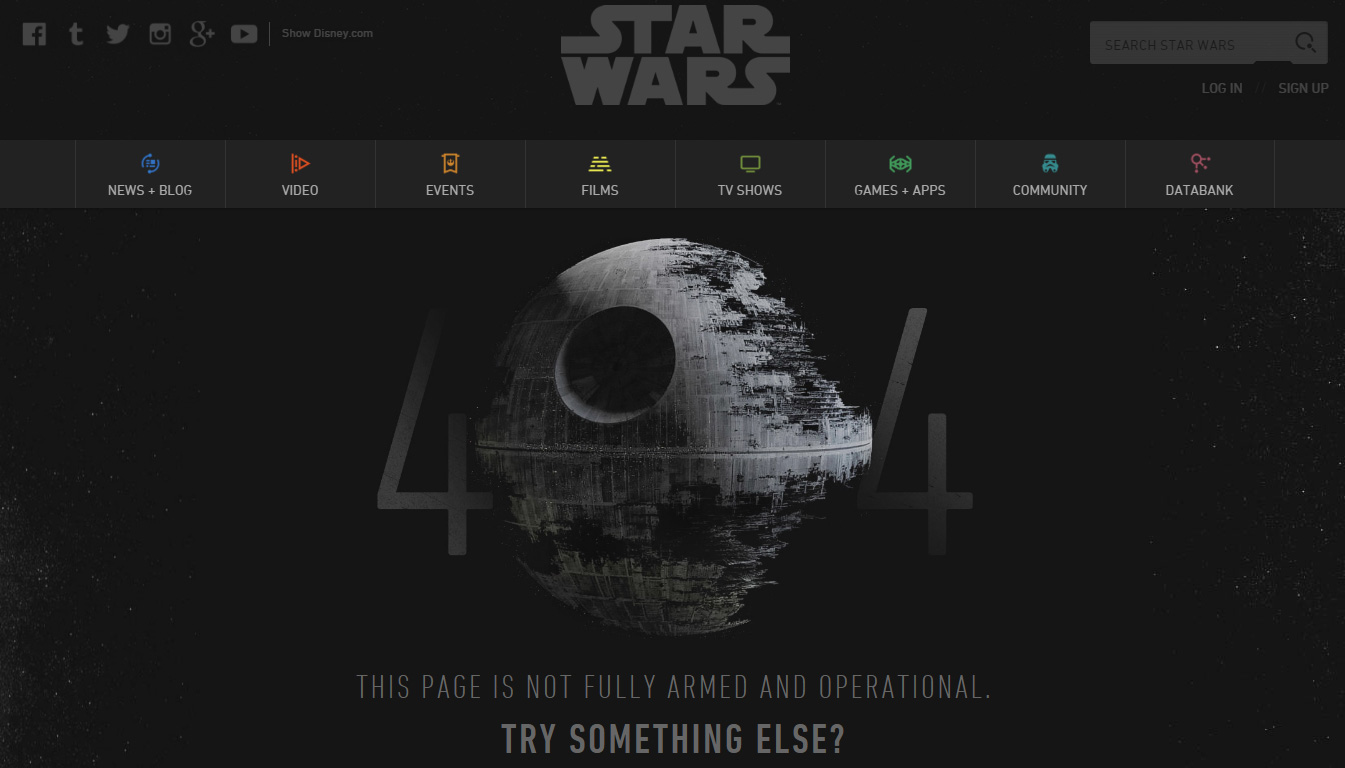 Show Disney.com
STAR
WARS
SEARCH STAR WARS
LOG IN // SIGN UP
NEWS + BLOG
VIDEO
EVENTS
FILMS
TV SHOWS
GAMES + APPS
COMMUNITY
DATABANK
4 4
THIS PAGE IS NOT FULLY ARMED AND OPERATIONAL.
TRY SOMETHING ELSE?